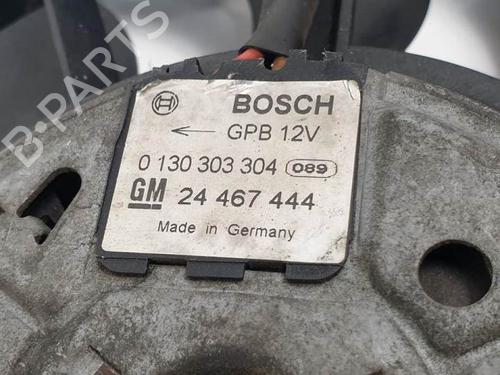 B-PARTS
BOSCH
← GPB 12V
0 130 303 304 089
GM 24 467 444
Made in Germany